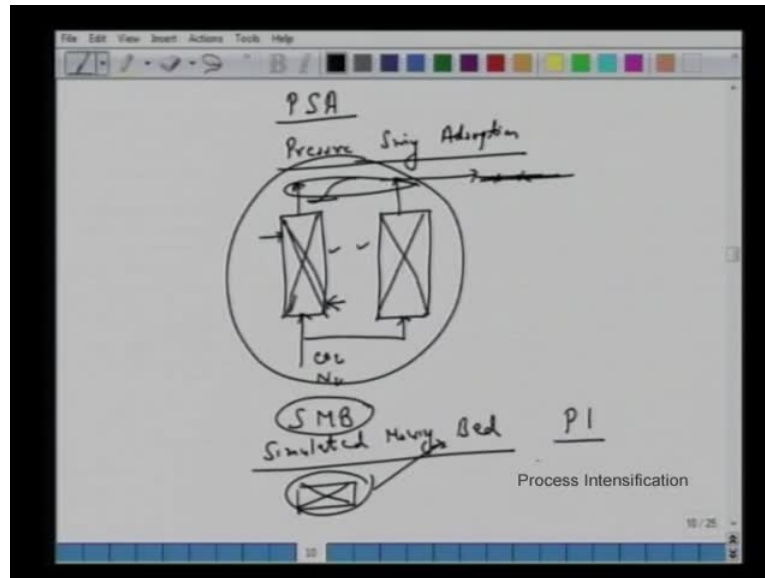 File Edit View Insert Actions Tools Help
PSA
Pressure Swing Adsorption
CO2
N2
SMB
Simulated Moving Bed
PI
Process Intensification
10 / 25
10